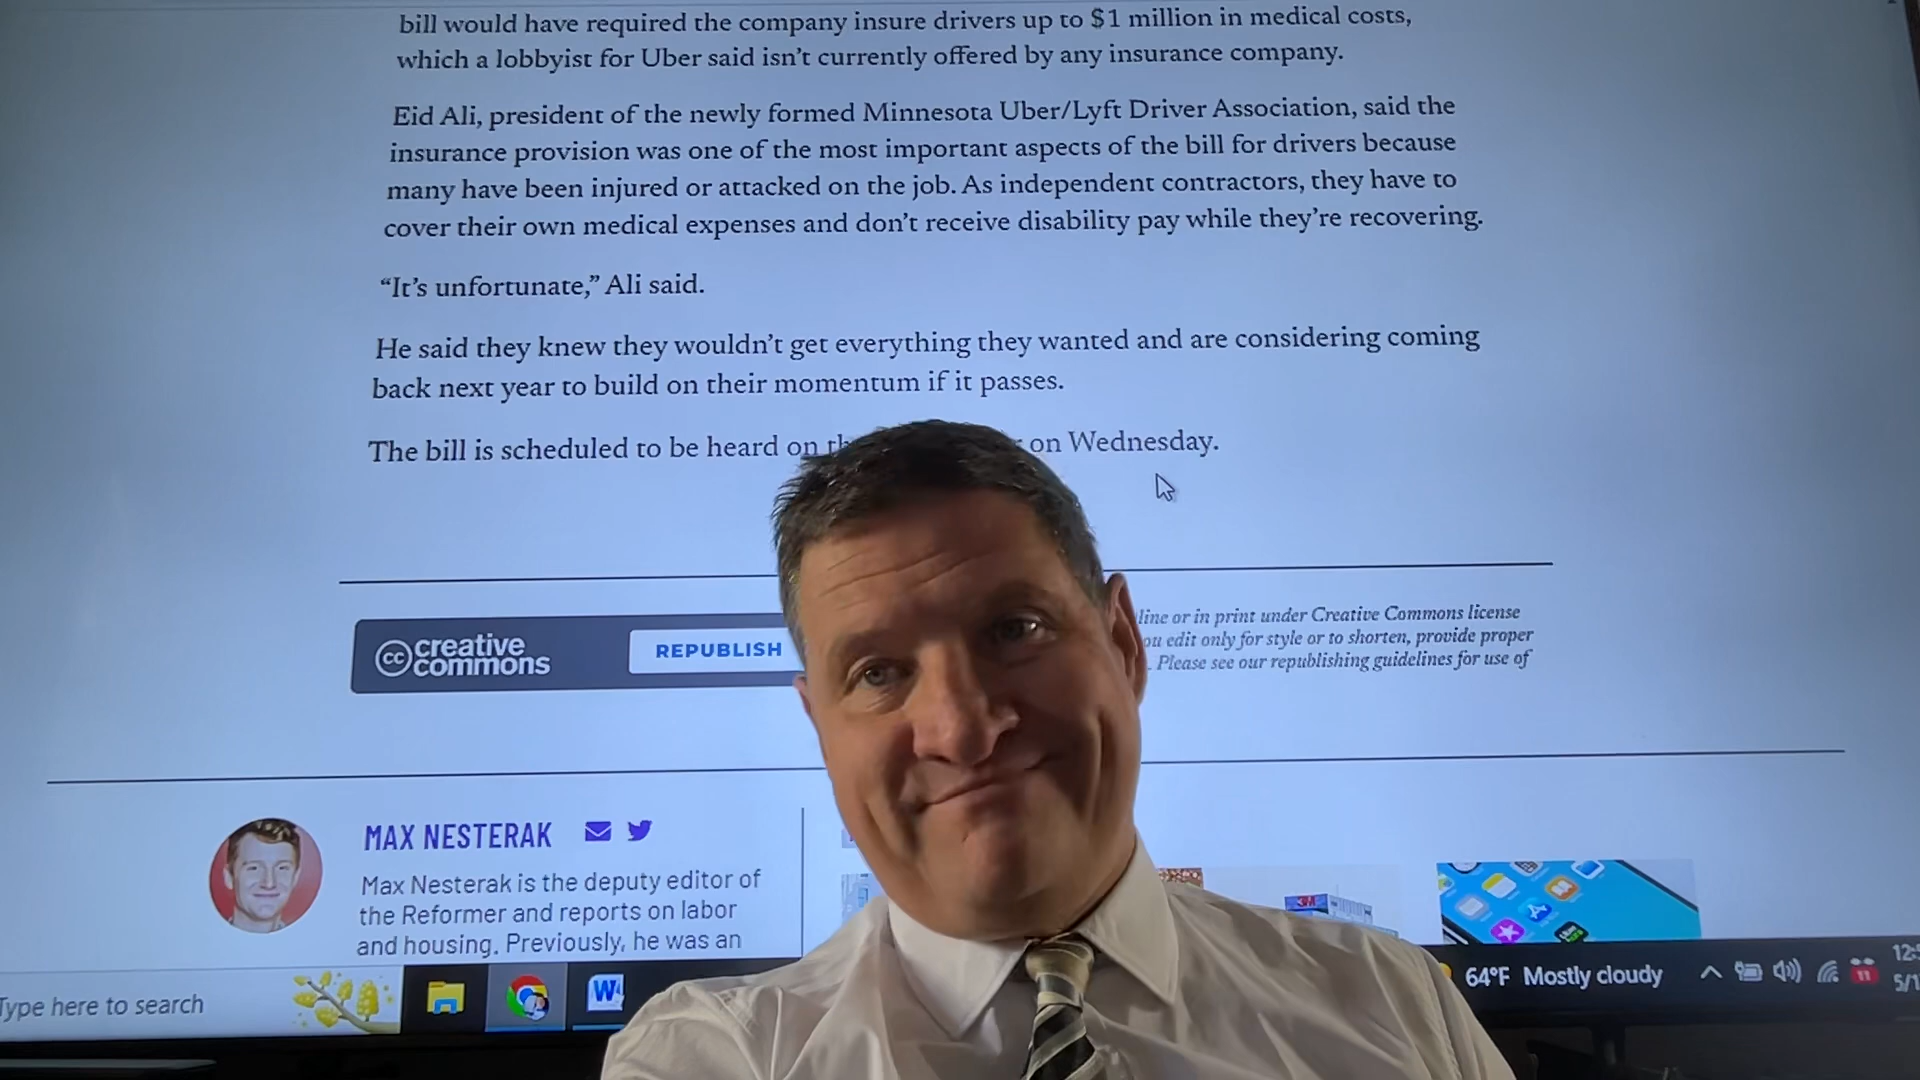 bill would have required the company insure drivers up to $1 million in medical costs,
which a lobbyist for Uber said isn't currently offered by any insurance company.
Eid Ali, president of the newly formed Minnesota Uber/Lyft Driver Association, said the
insurance provision was one of the most important aspects of the bill for drivers because
many have been injured or attacked on the job. As independent contractors, they have to
cover their own medical expenses and don't receive disability pay while they're recovering.
“It's unfortunate,” Ali said.
He said they knew they wouldn't get everything they wanted and are considering coming
back next year to build on their momentum if it passes.
The bill is scheduled to be heard on on Wednesday.
cc creative commons
REPUBLISH
or in print under Creative Commons license
edit only for style or to shorten, provide proper
Please see our republishing guidelines for use of
MAX NESTERAK
Max Nesterak is the deputy editor of
the Reformer and reports on labor
and housing. Previously, he was an
3M
Type here to search
W
64°F Mostly cloudy
11